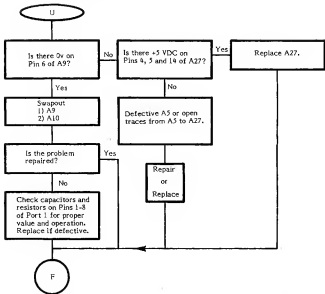 U
Is there 0v on
Pin 6 of A9?
No
Is there +5 VDC on
Pins 4, 5 and 14 of A27?
Yes
Replace A27.
Yes
No
Swapout
1) A9
2) A10
Defective A5 or open
traces from A5 to A27.
Is the problem
repaired?
Yes
Repair
or
Replace
No
Check capacitors and
resistors on Pins 1-8
of Port 1 for proper
value and operation.
Replace if defective.
F